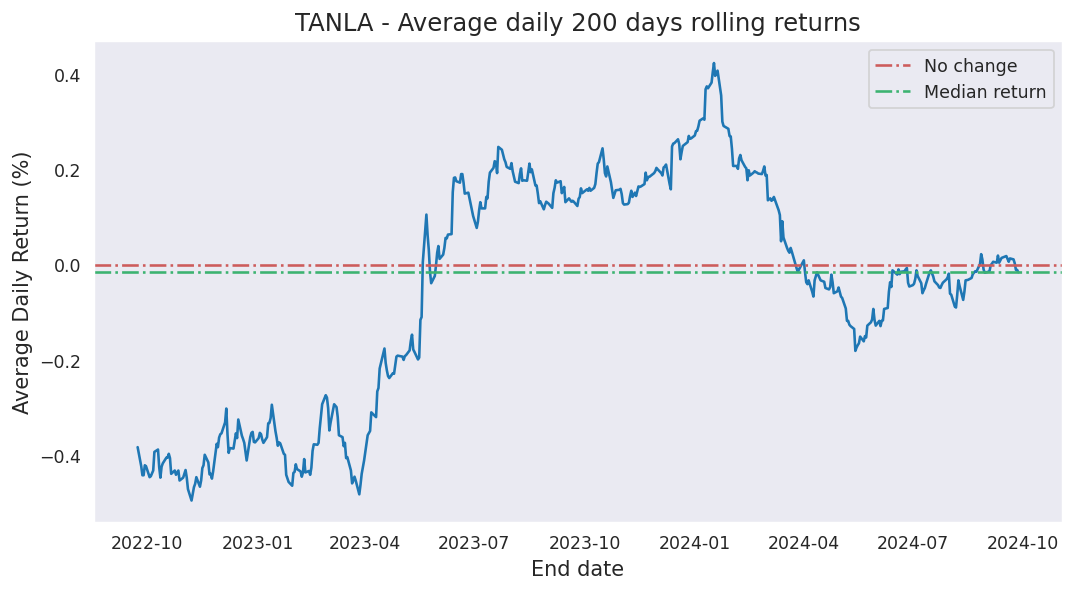 TANLA - Average daily 200 days rolling returns
No change
Median return
Average Daily Return (%)
0.4
0.2
0.0
−0.2
−0.4
2022-10 2023-01 2023-04 2023-07 2023-10 2024-01 2024-04 2024-07 2024-10
End date